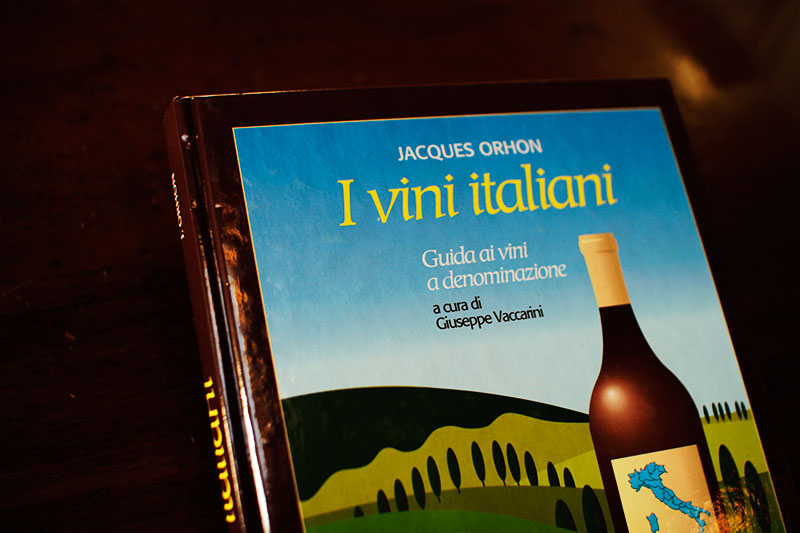 JACQUES ORHON
I vini italiani
Guida ai vini
a denominazione
a cura di
Giuseppe Vaccarini
italiani